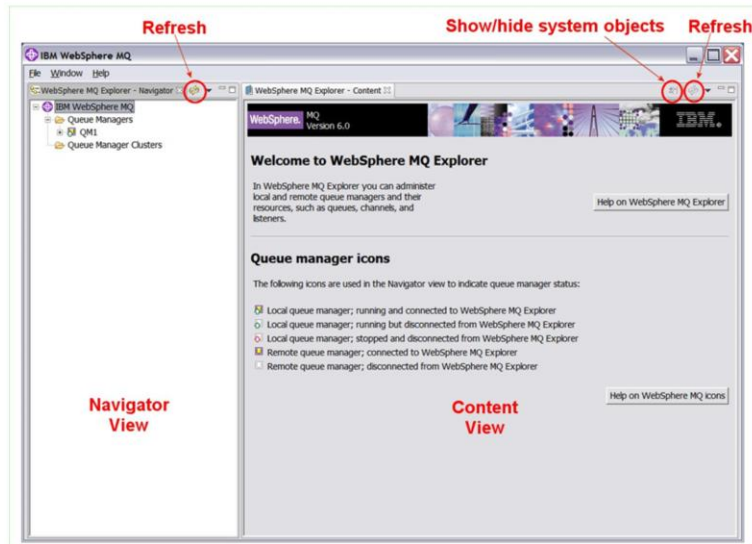 Refresh
Show/hide system objects
Refresh
IBM WebSphere MQ
File Window Help
WebSphere MQ Explorer - Navigator
WebSphere MQ Explorer - Content
IBM WebSphere MQ
Queue Managers
QM1
Queue Manager Clusters
WebSphere. MQ
Version 6.0
IBM.
Welcome to WebSphere MQ Explorer
In WebSphere MQ Explorer you can administer
local and remote queue managers and their
resources, such as queues, channels, and
listeners.
Help on WebSphere MQ Explorer
Queue manager icons
The following icons are used in the Navigator view to indicate queue manager status:
Local queue manager; running and connected to WebSphere MQ Explorer
Local queue manager; running but disconnected from WebSphere MQ Explorer
Local queue manager; stopped and disconnected from WebSphere MQ Explorer
Remote queue manager; connected to WebSphere MQ Explorer
Remote queue manager; disconnected from WebSphere MQ Explorer
Help on WebSphere MQ icons
Navigator
View
Content
View